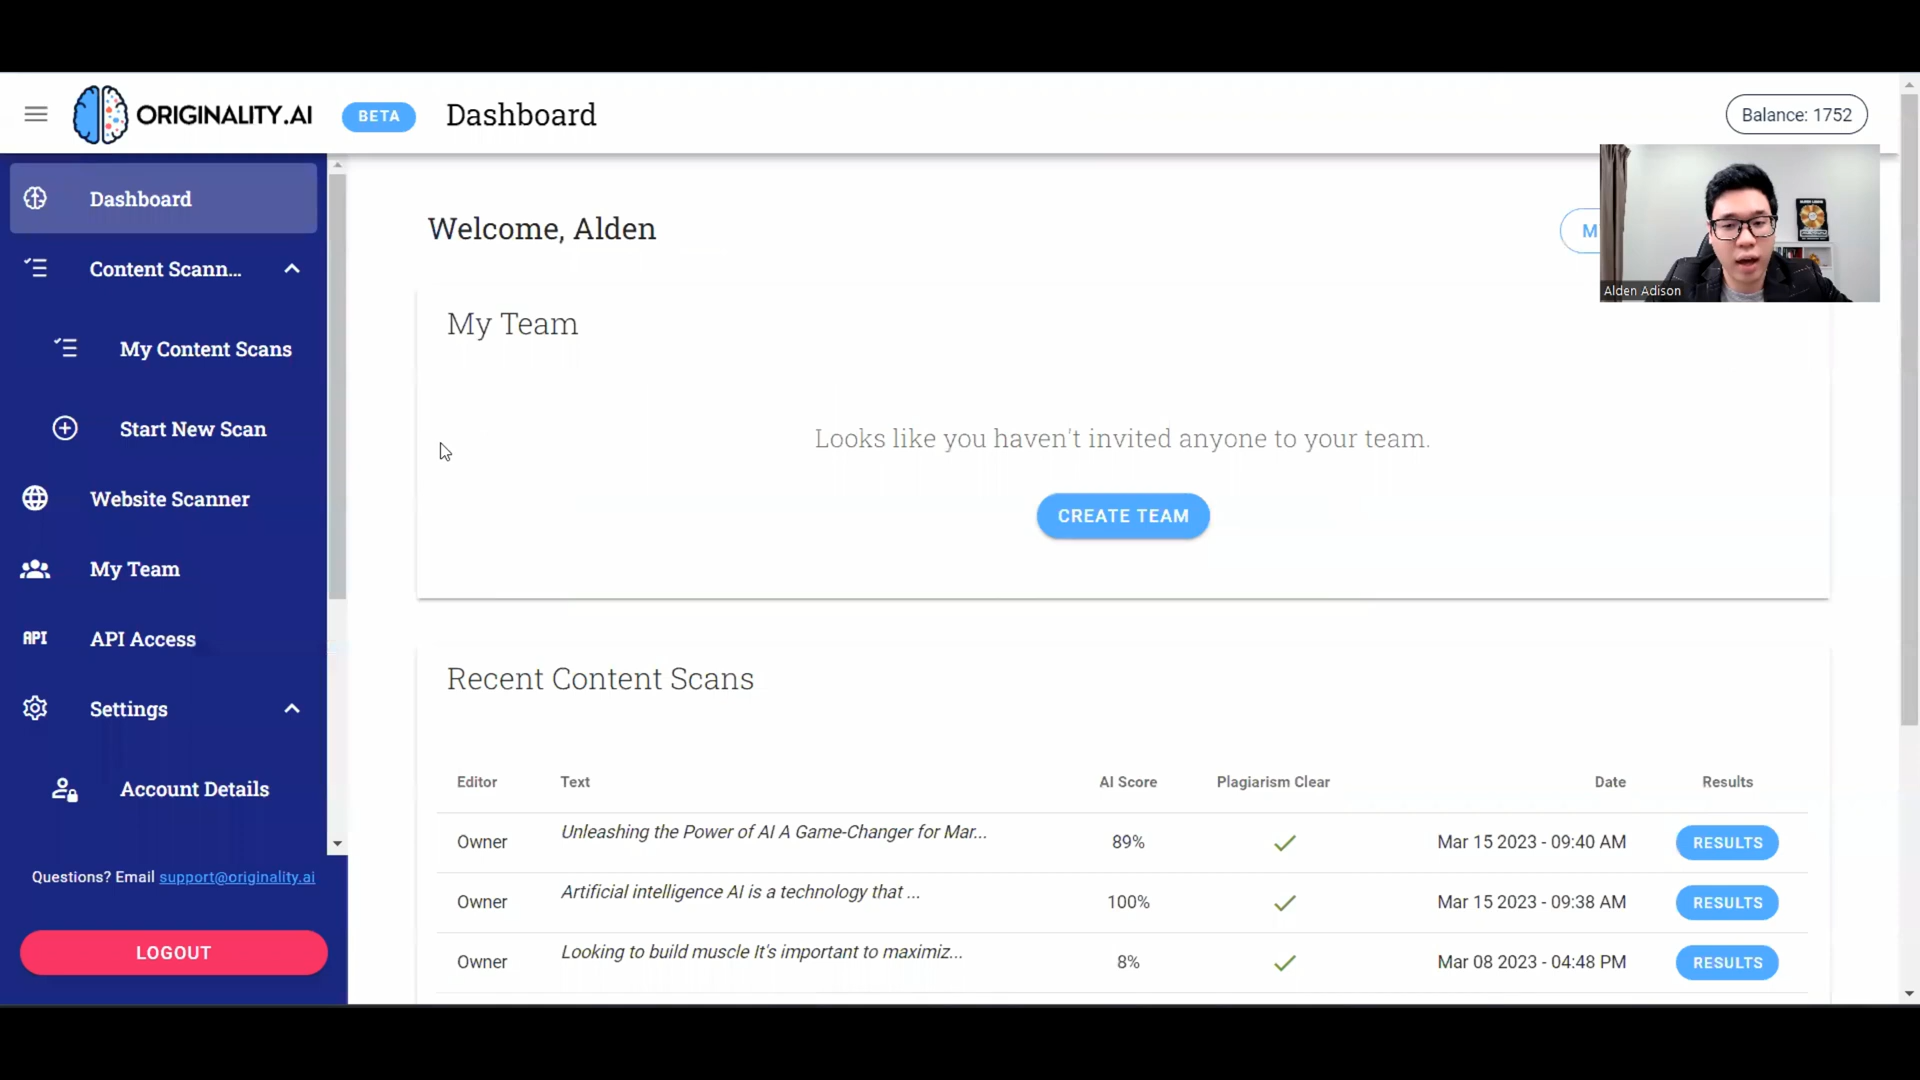 ORIGINALITY.AI
BETA
Dashboard
Balance: 1752
Dashboard
Content Scann...
My Content Scans
Start New Scan
Website Scanner
My Team
API
API Access
Settings
Account Details
Questions? Email support@originality.ai
LOGOUT
Welcome, Alden
M
Alden Adison
My Team
Looks like you haven't invited anyone to your team.
CREATE TEAM
Recent Content Scans
Editor Text AI Score Plagiarism Clear Date Results
Owner Unleashing the Power of AI A Game-Changer for Mar... 89% Mar 15 2023 - 09:40 AM RESULTS
Owner Artificial intelligence AI is a technology that ... 100% Mar 15 2023 - 09:38 AM RESULTS
Owner Looking to build muscle It's important to maximiz... 8% Mar 08 2023 - 04:48 PM RESULTS